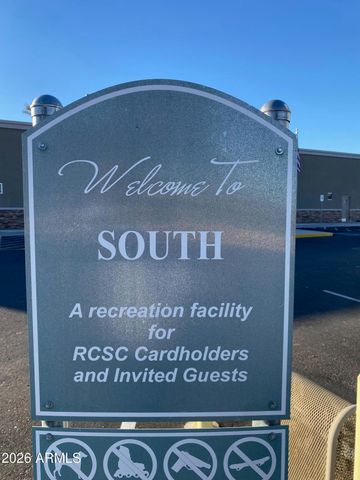 Welcome To
SOUTH
A recreation facility
for
RCSC Cardholders
and Invited Guests
© 2026 ARMLS